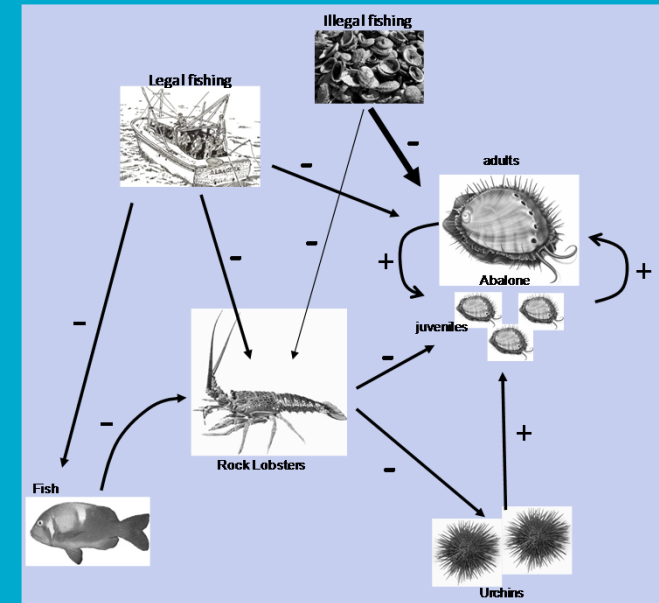 Illegal fishing
Legal fishing
-
-
adults
-
-
+
+
Abalone
-
juveniles
-
-
-
+
Rock Lobsters
-
Fish
Urchins